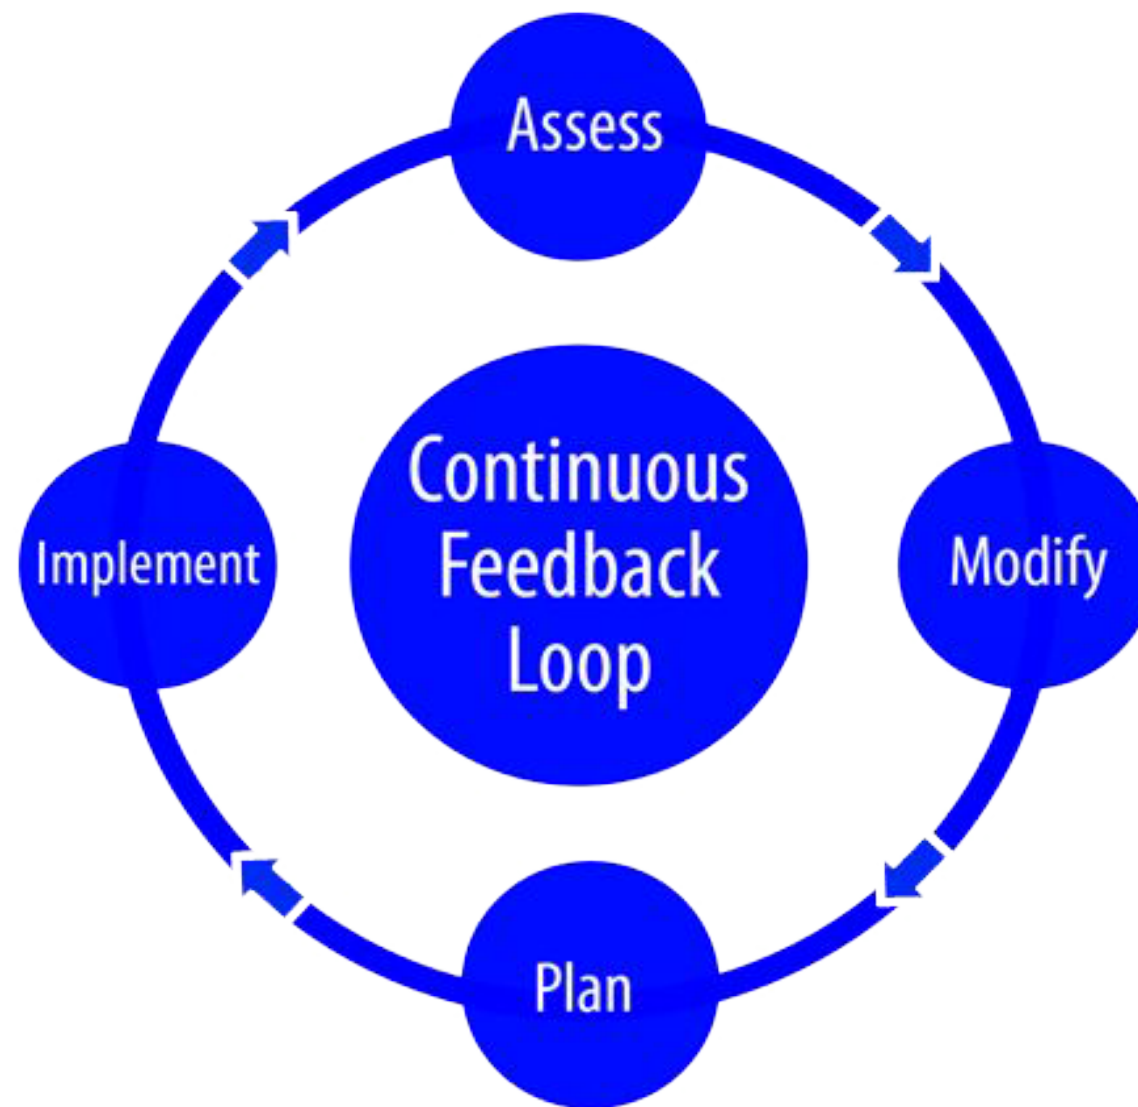 Assess
Continuous
Feedback
Loop
Implement
Modify
Plan